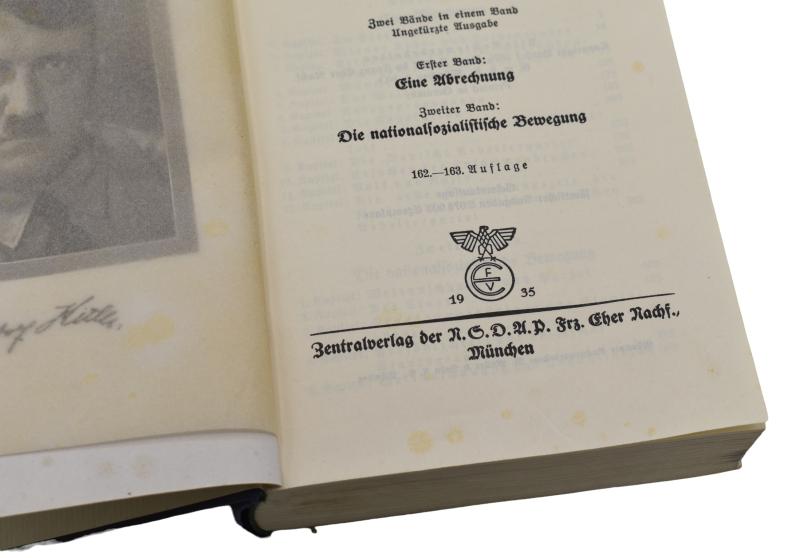 Zwei Bände in einem Band
Ungekürzte Ausgabe
Erster Band:
Eine Abrechnung
Zweiter Band:
Die nationalsozialistische Bewegung
162.—163. Auflage
F
V
19 35
Zentralverlag der N.S.D.A.P. Frz. Eher Nachf.,
München
Hitler.